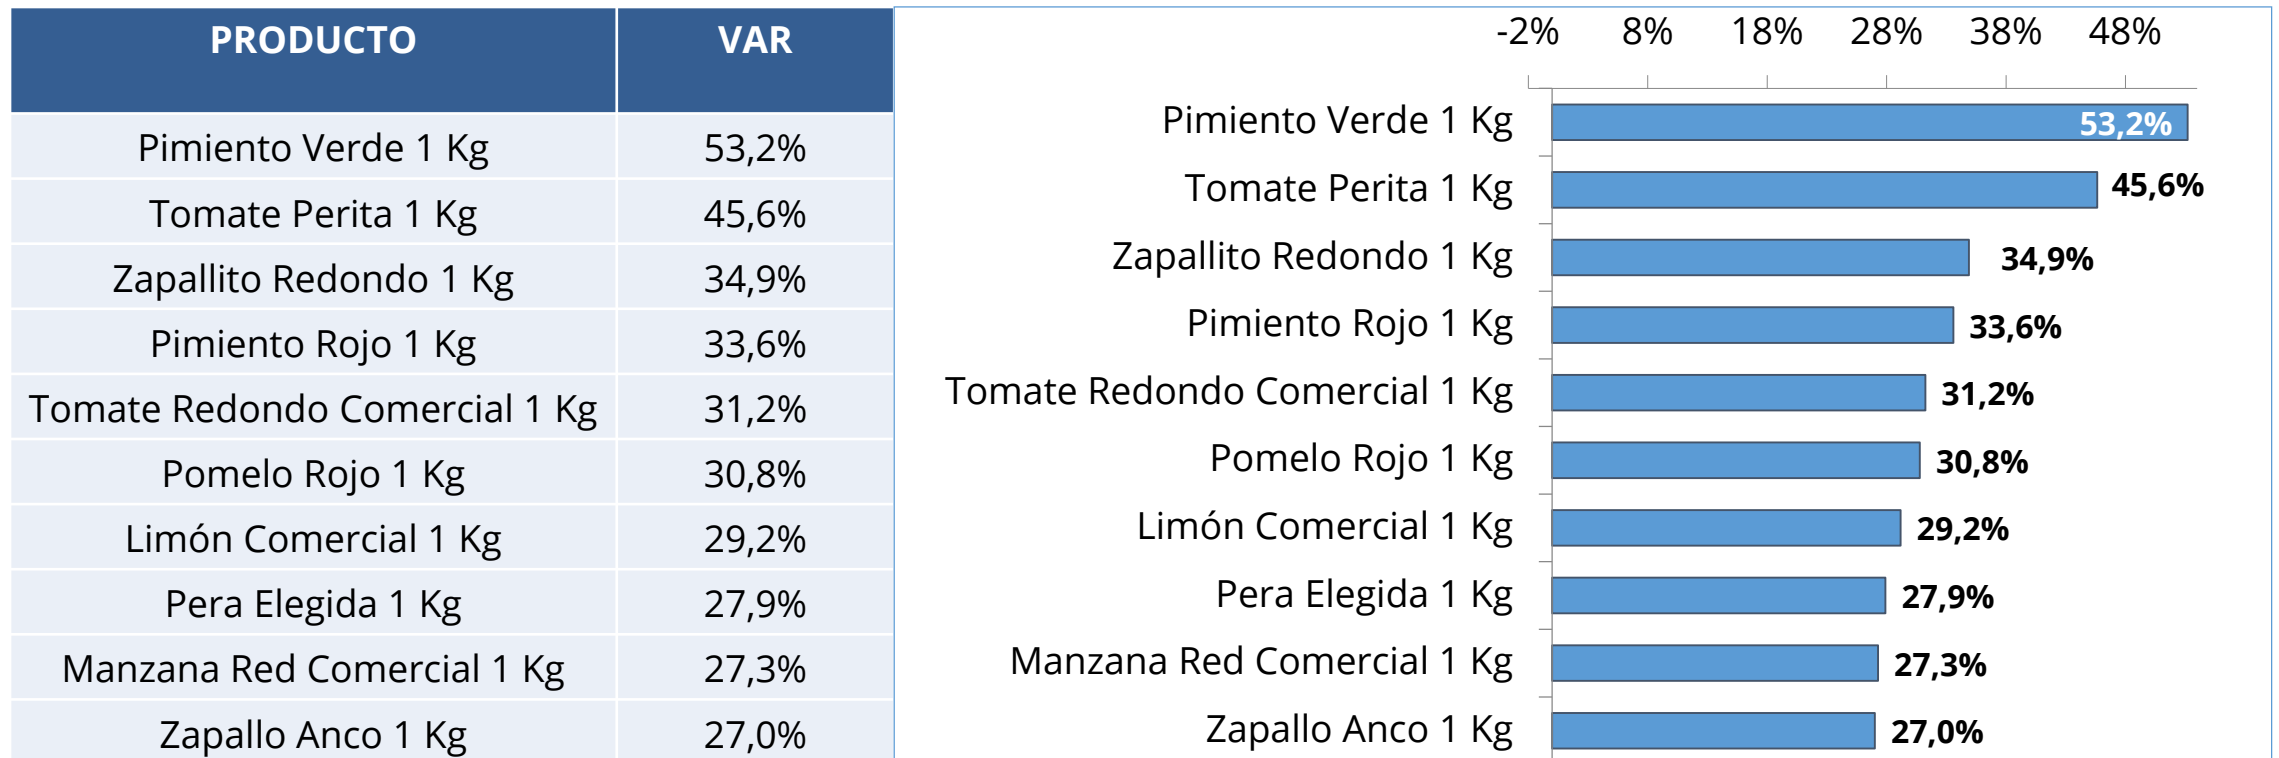 PRODUCTO VAR
Pimiento Verde 1 Kg 53,2%
Tomate Perita 1 Kg 45,6%
Zapallito Redondo 1 Kg 34,9%
Pimiento Rojo 1 Kg 33,6%
Tomate Redondo Comercial 1 Kg 31,2%
Pomelo Rojo 1 Kg 30,8%
Limón Comercial 1 Kg 29,2%
Pera Elegida 1 Kg 27,9%
Manzana Red Comercial 1 Kg 27,3%
Zapallo Anco 1 Kg 27,0%
-2% 8% 18% 28% 38% 48%
Pimiento Verde 1 Kg 53,2%
Tomate Perita 1 Kg 45,6%
Zapallito Redondo 1 Kg 34,9%
Pimiento Rojo 1 Kg 33,6%
Tomate Redondo Comercial 1 Kg 31,2%
Pomelo Rojo 1 Kg 30,8%
Limón Comercial 1 Kg 29,2%
Pera Elegida 1 Kg 27,9%
Manzana Red Comercial 1 Kg 27,3%
Zapallo Anco 1 Kg 27,0%